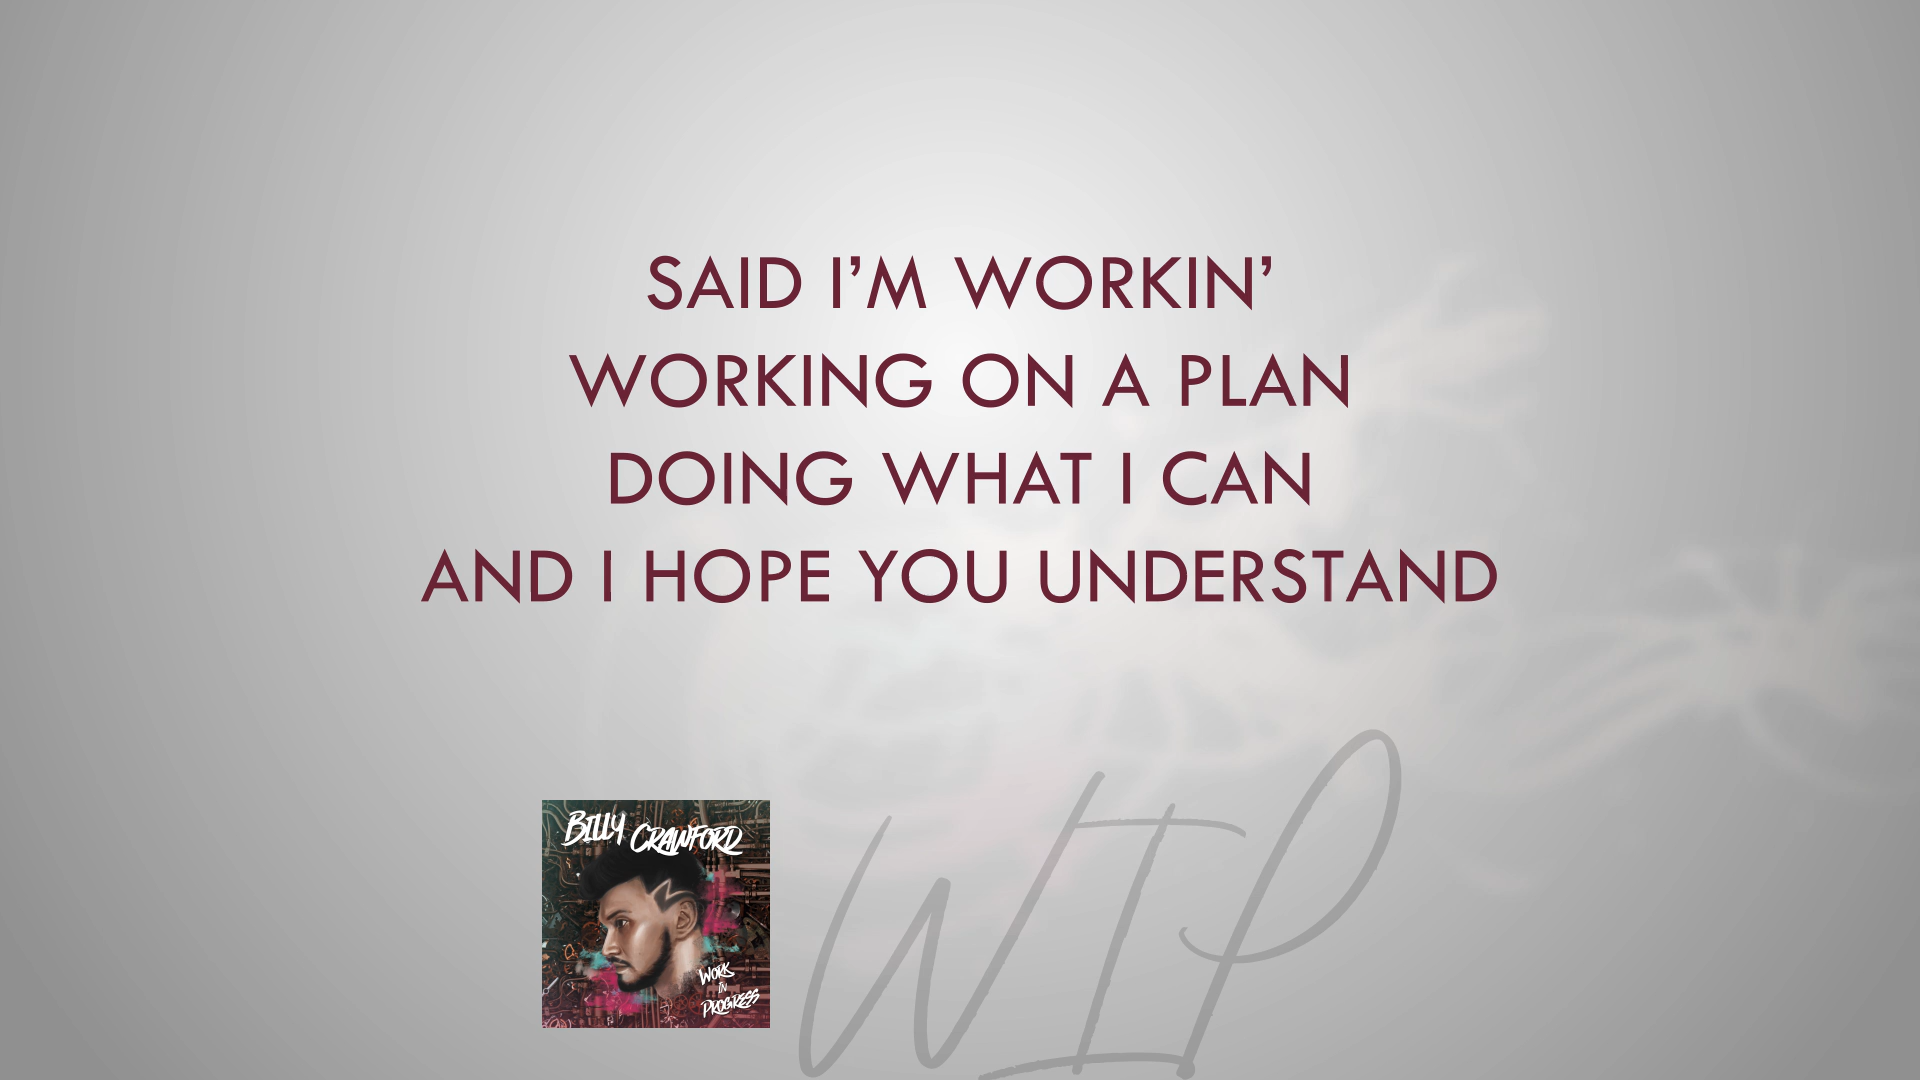 SAID I’M WORKIN’
WORKING ON A PLAN
DOING WHAT I CAN
AND I HOPE YOU UNDERSTAND
BILLY CRAWFORD
WORK
IN
PROGRESS
WIP